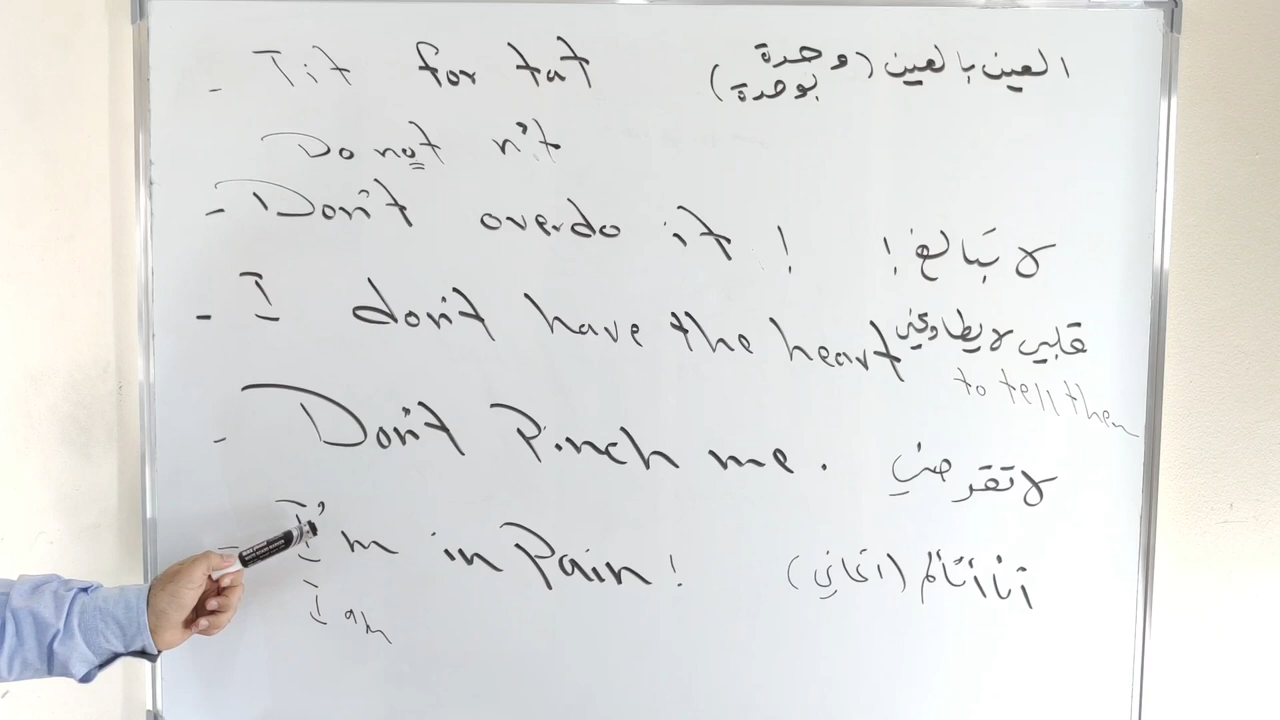 - Tit for tat العين بالعين (وحدة بوحدة)
Do not n't
- Don't overdo it! لا تبالغ!
- I don't have the heart قلبي لا يطاوعني
to tell them
- Don't Pinch me. لا تقرصني
- I'm in Pain! أنا أتألم (أعاني)
I am